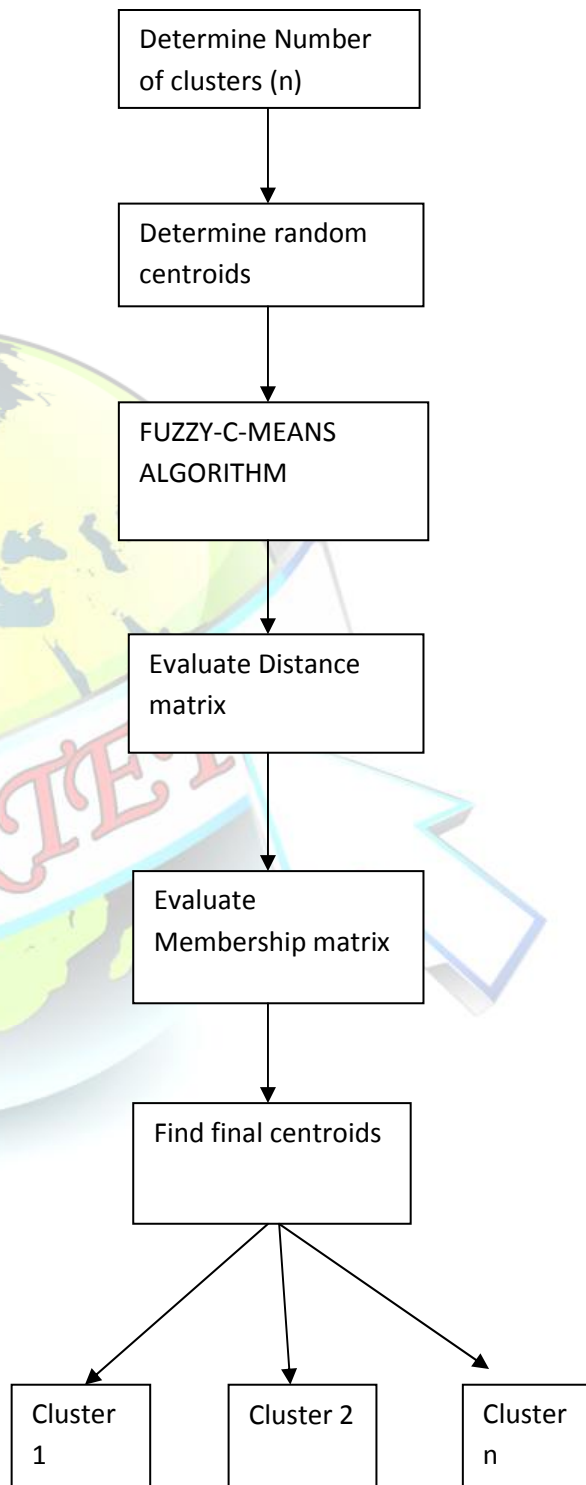 Determine Number
of clusters (n)
Determine random
centroids
FUZZY-C-MEANS
ALGORITHM
Evaluate Distance
matrix
Evaluate
Membership matrix
Find final centroids
Cluster
1
Cluster 2
Cluster
n